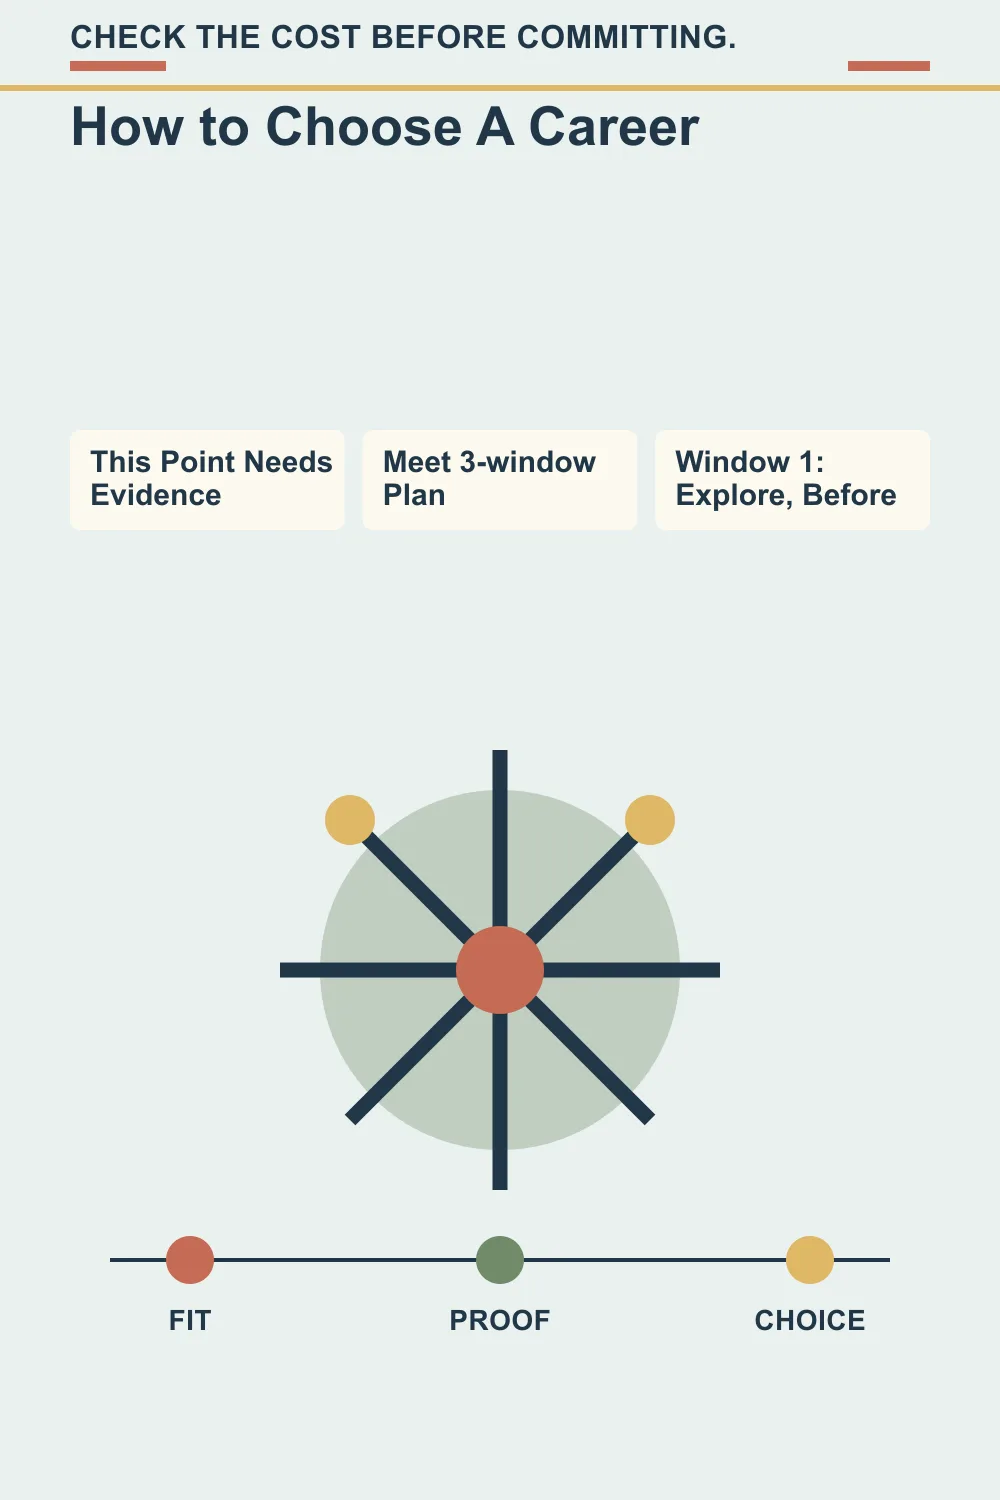 CHECK THE COST BEFORE COMMITTING.
How to Choose A Career
This Point Needs
Evidence
Meet 3-window
Plan
Window 1:
Explore, Before
FIT
PROOF
CHOICE